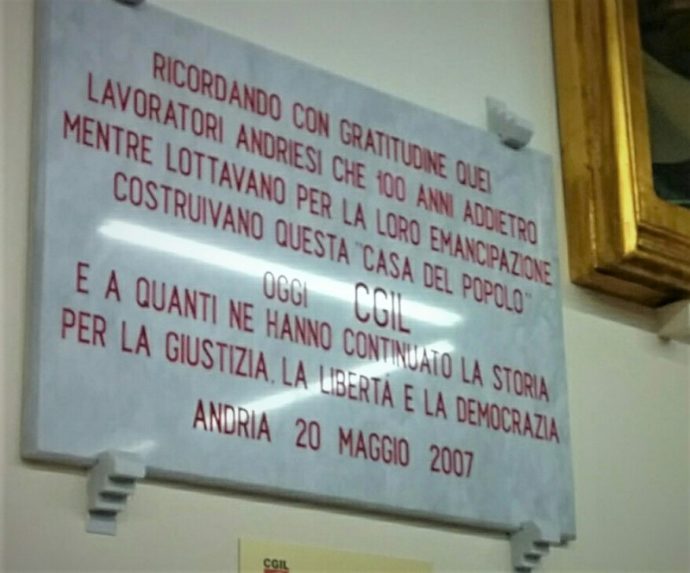 RICORDANDO CON GRATITUDINE QUEI
LAVORATORI ANDRIESI CHE 100 ANNI ADDIETRO
MENTRE LOTTAVANO PER LA LORO EMANCIPAZIONE
COSTRUIVANO QUESTA "CASA DEL POPOLO"
OGGI CGIL
E A QUANTI NE HANNO CONTINUATO LA STORIA
PER LA GIUSTIZIA, LA LIBERTÀ E LA DEMOCRAZIA
ANDRIA 20 MAGGIO 2007
CGIL